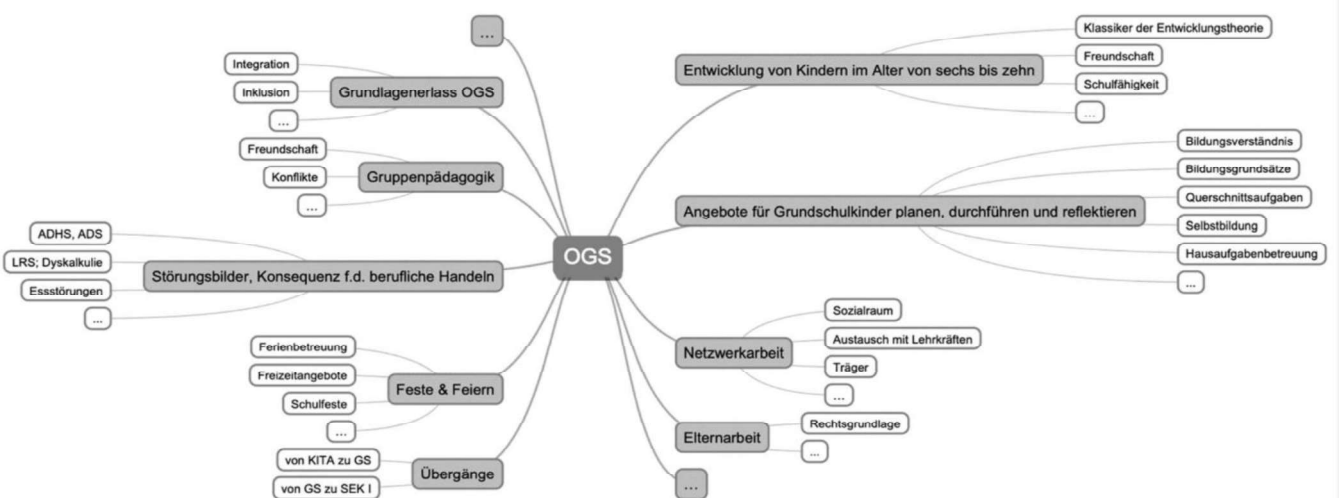 OGS
...
Grundlagenerlass OGS
Integration
Inklusion
...
Gruppenpädagogik
Freundschaft
Konflikte
...
Störungsbilder, Konsequenz f.d. berufliche Handeln
ADHS, ADS
LRS; Dyskalkulie
Essstörungen
...
Feste & Feiern
Ferienbetreuung
Freizeitangebote
Schulfeste
...
Übergänge
von KITA zu GS
von GS zu SEK I
Entwicklung von Kindern im Alter von sechs bis zehn
Klassiker der Entwicklungstheorie
Freundschaft
Schulfähigkeit
...
Angebote für Grundschulkinder planen, durchführen und reflektieren
Bildungsverständnis
Bildungsgrundsätze
Querschnittsaufgaben
Selbstbildung
Hausaufgabenbetreuung
...
Netzwerkarbeit
Sozialraum
Austausch mit Lehrkräften
Träger
...
Elternarbeit
Rechtsgrundlage
...
...